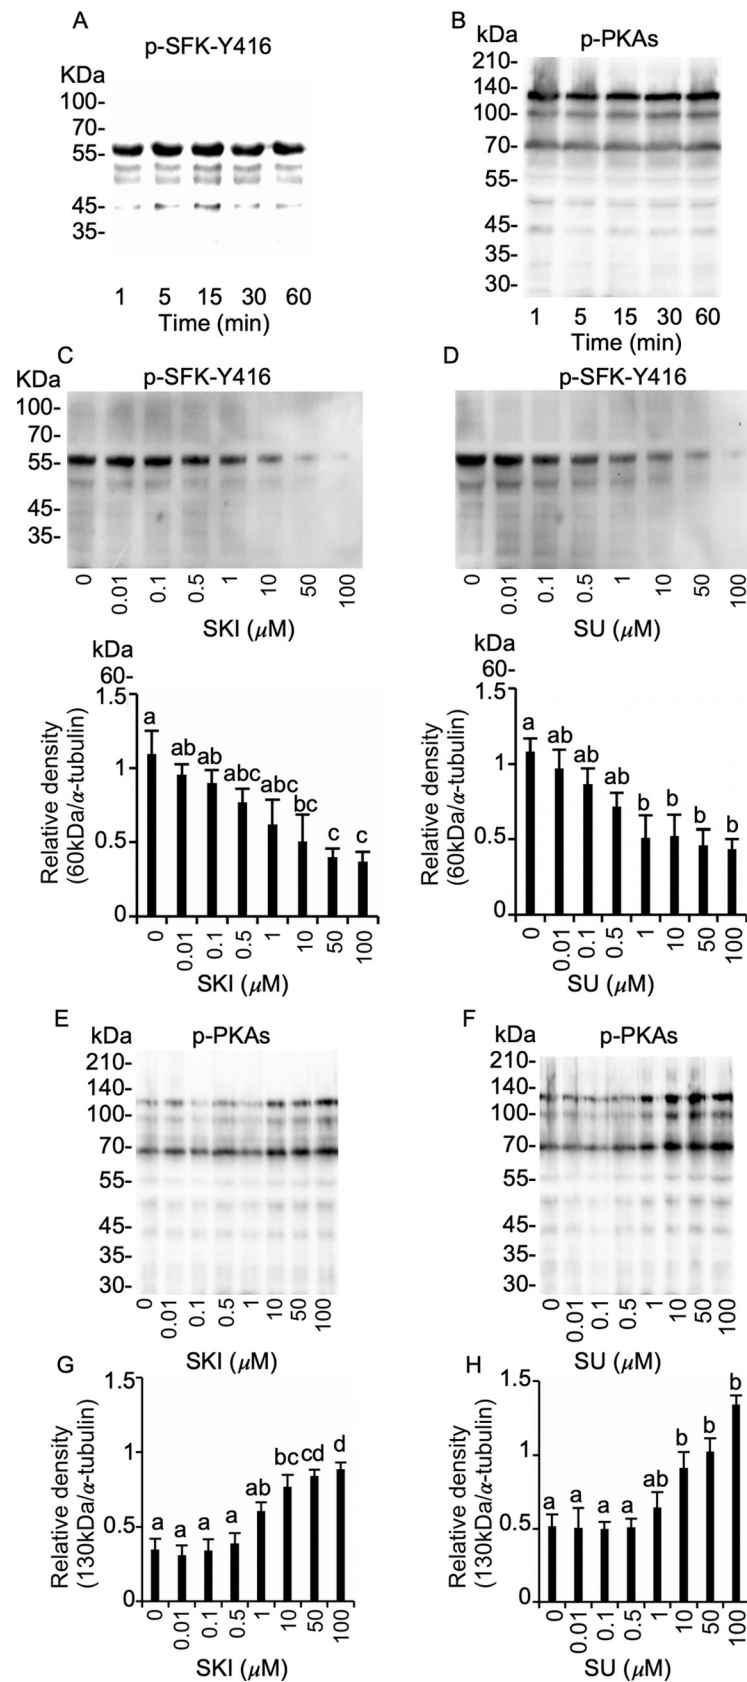 A
p-SFK-Y416
KDa
100-
70-
55-
45-
35-
1 5 15 30 60
Time (min)
B
kDa
p-PKAs
210-
140-
100-
70-
55-
45-
35-
30-
1 5 15 30 60
Time (min)
C
p-SFK-Y416
KDa
100-
70-
55-
45-
35-
0 0.01 0.1 0.5 1 10 50 100
SKI (μM)
D
p-SFK-Y416
0 0.01 0.1 0.5 1 10 50 100
SU (μM)
kDa
60-
1.5
1
0.5
0
Relative density
(60kDa/α-tubulin)
a ab ab abc abc bc c c
0 0.01 0.1 0.5 1 10 50 100
SKI (μM)
kDa
60-
1.5
1
0.5
0
Relative density
(60kDa/α-tubulin)
a ab ab ab b b b b
0 0.01 0.1 0.5 1 10 50 100
SU (μM)
E
kDa
p-PKAs
210-
140-
100-
70-
55-
45-
35-
30-
0 0.01 0.1 0.5 1 10 50 100
SKI (μM)
F
kDa
p-PKAs
210-
140-
100-
70-
55-
45-
35-
30-
0 0.01 0.1 0.5 1 10 50 100
SU (μM)
G
1.5
1
0.5
0
Relative density
(130kDa/α-tubulin)
a a a a ab bc cd d
0 0.01 0.1 0.5 1 10 50 100
SKI (μM)
H
1.5
1
0.5
0
Relative density
(130kDa/α-tubulin)
a a a a ab b b b
0 0.01 0.1 0.5 1 10 50 100
SU (μM)